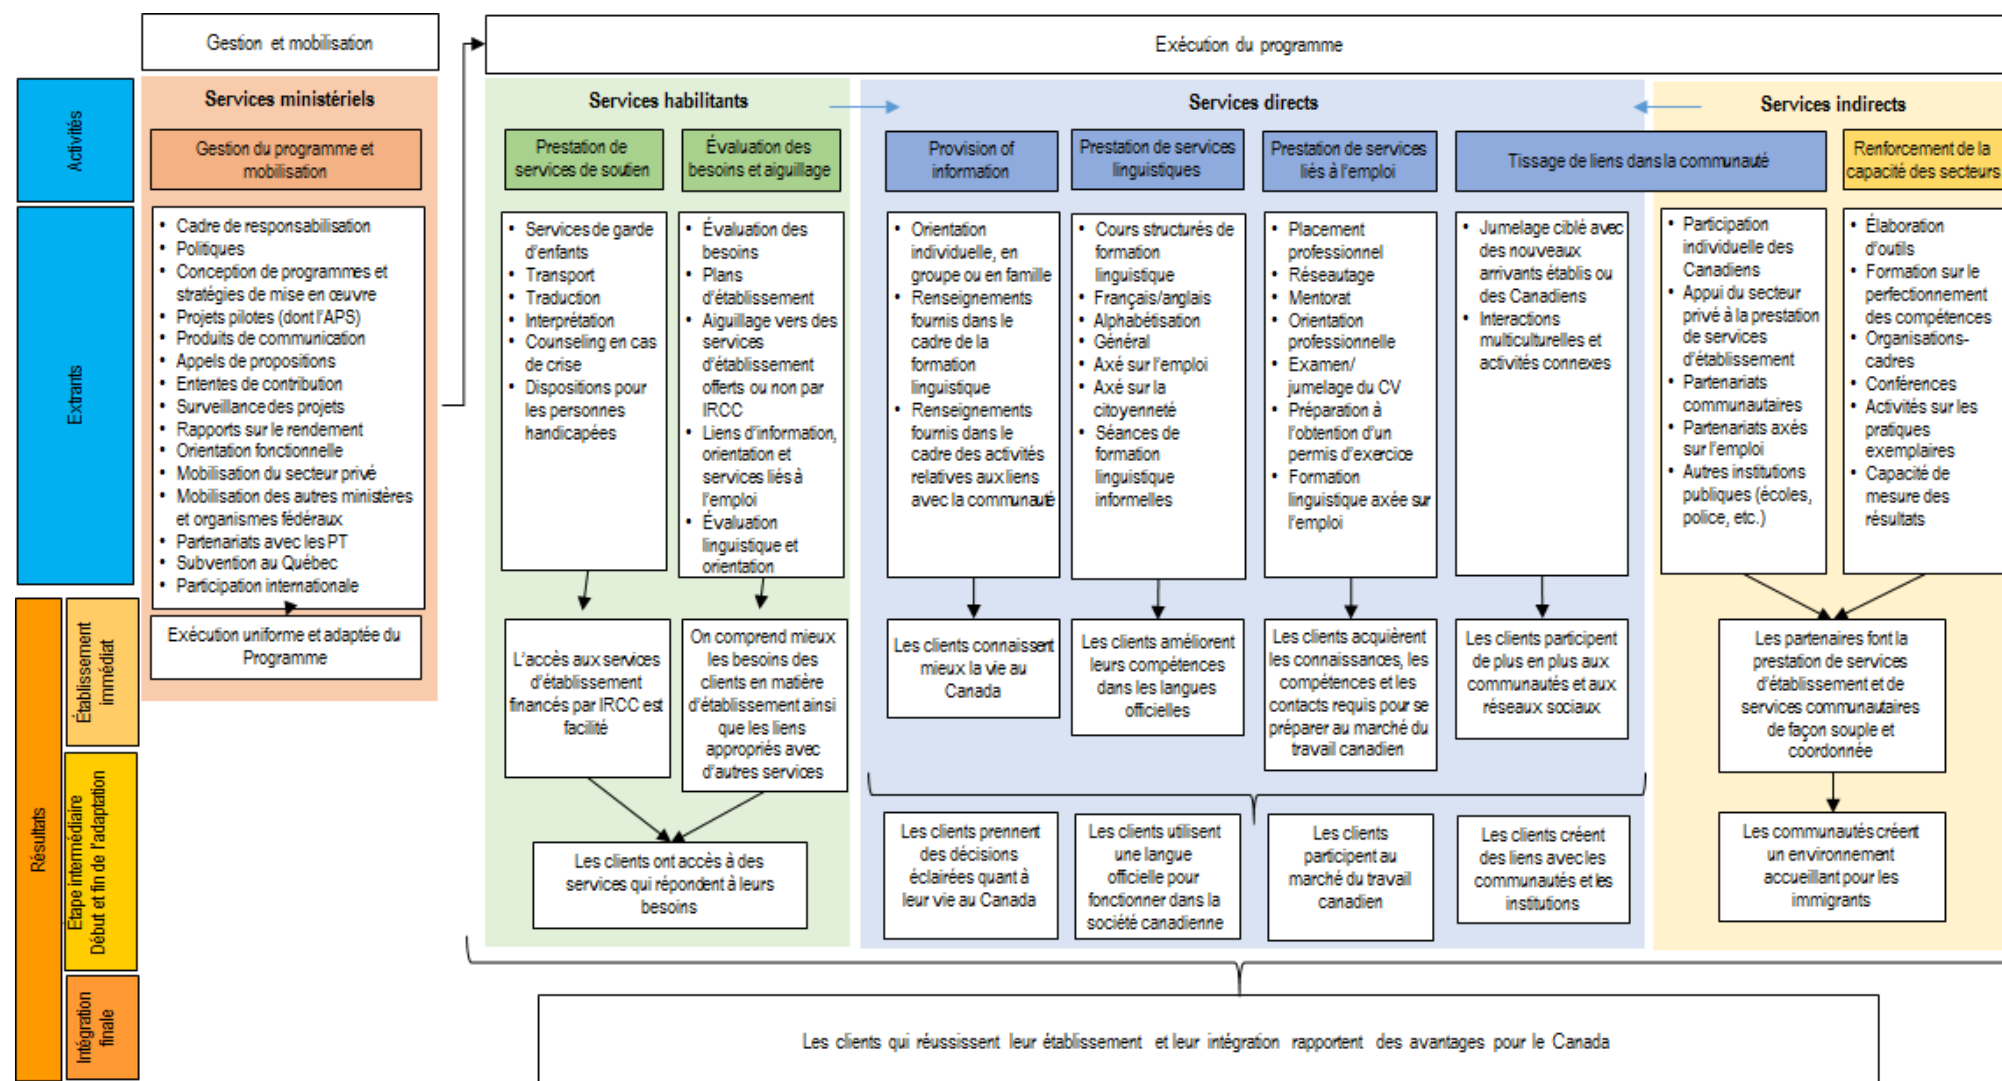 Gestion et mobilisation
Exécution du programme
Activités
Services ministériels
Services habilitants
Services directs
Services indirects
Gestion du programme et
mobilisation
Prestation de
services de soutien
Évaluation des
besoins et aiguillage
Provision of
information
Prestation de services
linguistiques
Prestation de services
liés à l'emploi
Tissage de liens dans la communauté
Renforcement de la
capacité des secteurs
Extrants
• Cadre de responsabilisation
• Politiques
• Conception de programmes et
stratégies de mise en œuvre
• Projets pilotes (dont l'APS)
• Produits de communication
• Appels de propositions
• Ententes de contribution
• Surveillance des projets
• Rapports sur le rendement
• Orientation fonctionnelle
• Mobilisation du secteur privé
• Mobilisation des autres ministères
et organismes fédéraux
• Partenariats avec les PT
• Subvention au Québec
• Participation internationale
• Services de garde
d'enfants
• Transport
• Traduction
• Interprétation
• Counseling en cas
de crise
• Dispositions pour
les personnes
handicapées
• Évaluation des
besoins
• Plans
d'établissement
• Aiguillage vers des
services
d'établissement
offerts ou non par
IRCC
• Liens d'information,
orientation et
services liés à
l'emploi
• Évaluation
linguistique et
orientation
• Orientation
individuelle, en
groupe ou en famille
• Renseignements
fournis dans le
cadre de la
formation
linguistique
• Renseignements
fournis dans le
cadre des activités
relatives aux liens
avec la communauté
• Cours structurés de
formation
linguistique
• Français/anglais
• Alphabétisation
• Général
• Axé sur l'emploi
• Axé sur la
citoyenneté
• Séances de
formation
linguistique
informelles
• Placement
professionnel
• Réseautage
• Mentorat
• Orientation
professionnelle
• Examen/
jumelage du CV
• Préparation à
l'obtention d'un
permis d'exercice
• Formation
linguistique axée sur
l'emploi
• Jumelage ciblé avec
des nouveaux
arrivants établis ou
des Canadiens
• Interactions
multiculturelles et
activités connexes
• Participation
individuelle des
Canadiens
• Appui du secteur
privé à la prestation
de services
d'établissement
• Partenariats
communautaires
• Partenariats axés
sur l'emploi
• Autres institutions
publiques (écoles,
police, etc.)
• Élaboration
d'outils
• Formation sur le
perfectionnement
des compétences
• Organisations-
cadres
• Conférences
• Activités sur les
pratiques
exemplaires
• Capacité de
mesure des
résultats
Résultats
Établissement
immédiat
Exécution uniforme et adaptée du
Programme
L'accès aux services
d'établissement
financés par IRCC est
facilité
On comprend mieux
les besoins des
clients en matière
d'établissement ainsi
que les liens
appropriés avec
d'autres services
Les clients connaissent
mieux la vie au
Canada
Les clients améliorent
leurs compétences
dans les langues
officielles
Les clients acquièrent
les connaissances, les
compétences et les
contacts requis pour se
préparer au marché du
travail canadien
Les clients participent
de plus en plus aux
communautés et aux
réseaux sociaux
Les partenaires font la
prestation de services
d'établissement et de
services communautaires
de façon souple et
coordonnée
Etape intermédiaire
Début et fin de l'adaptation
Les clients ont accès à des
services qui répondent à leurs
besoins
Les clients prennent
des décisions
éclairées quant à
leur vie au Canada
Les clients utilisent
une langue
officielle pour
fonctionner dans la
société canadienne
Les clients
participent au
marché du travail
canadien
Les clients créent
des liens avec les
communautés et les
institutions
Les communautés créent
un environnement
accueillant pour les
immigrants
Intégration
finale
Les clients qui réussissent leur établissement et leur intégration rapportent des avantages pour le Canada